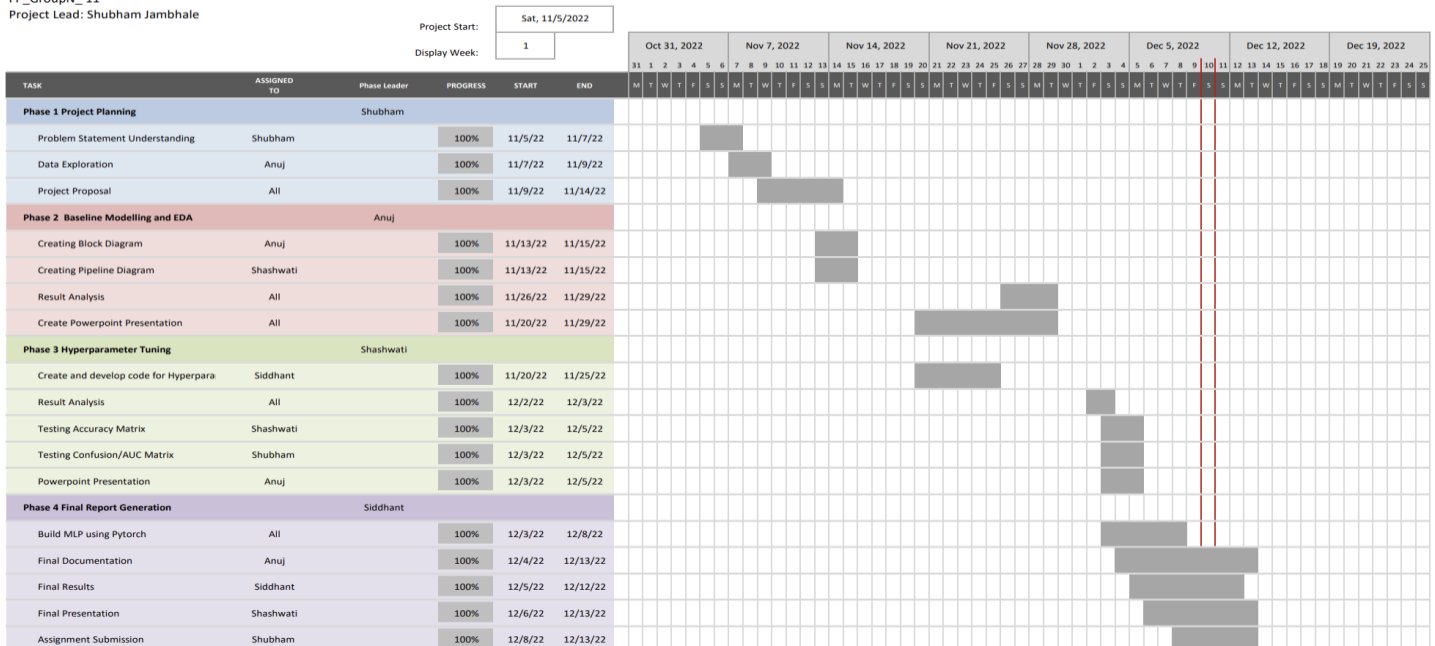 Project Lead: Shubham Jambhale
Project Start: Sat, 11/5/2022
Display Week: 1
Oct 31, 2022 Nov 7, 2022 Nov 14, 2022 Nov 21, 2022 Nov 28, 2022 Dec 5, 2022 Dec 12, 2022 Dec 19, 2022
31 1 2 3 4 5 6 7 8 9 10 11 12 13 14 15 16 17 18 19 20 21 22 23 24 25 26 27 28 29 30 1 2 3 4 5 6 7 8 9 10 11 12 13 14 15 16 17 18 19 20 21 22 23 24 25
TASK ASSIGNED TO Phase Leader PROGRESS START END M T W T F S S M T W T F S S M T W T F S S M T W T F S S M T W T F S S M T W T F S S M T W T F S S M T W T F S S
Phase 1 Project Planning Shubham
Problem Statement Understanding Shubham 100% 11/5/22 11/7/22
Data Exploration Anuj 100% 11/7/22 11/9/22
Project Proposal All 100% 11/9/22 11/14/22
Phase 2 Baseline Modelling and EDA Anuj
Creating Block Diagram Anuj 100% 11/13/22 11/15/22
Creating Pipeline Diagram Shashwati 100% 11/13/22 11/15/22
Result Analysis All 100% 11/26/22 11/29/22
Create Powerpoint Presentation All 100% 11/20/22 11/29/22
Phase 3 Hyperparameter Tuning Shashwati
Create and develop code for Hyperpara Siddhant 100% 11/20/22 11/25/22
Result Analysis All 100% 12/2/22 12/3/22
Testing Accuracy Matrix Shashwati 100% 12/3/22 12/5/22
Testing Confusion/AUC Matrix Shubham 100% 12/3/22 12/5/22
Powerpoint Presentation Anuj 100% 12/3/22 12/5/22
Phase 4 Final Report Generation Siddhant
Build MLP using Pytorch All 100% 12/3/22 12/8/22
Final Documentation Anuj 100% 12/4/22 12/13/22
Final Results Siddhant 100% 12/5/22 12/12/22
Final Presentation Shashwati 100% 12/6/22 12/13/22
Assignment Submission Shubham 100% 12/8/22 12/13/22